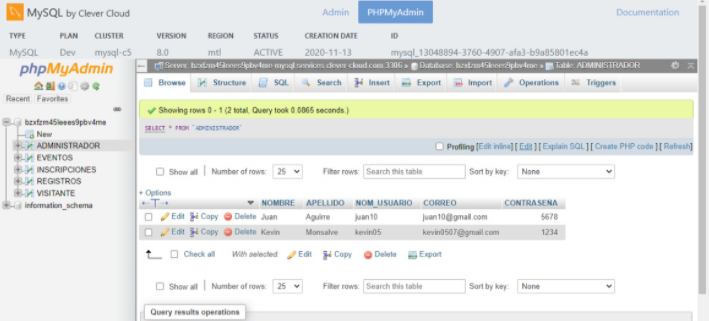 MySQL by Clever Cloud Admin PHPMyAdmin Documentation
TYPE PLAN CLUSTER VERSION REGION STATUS CREATION DATE ID
MySQL Dev mysql-c5 8.0 mtl ACTIVE 2020-11-13 mysql_13048894-3760-4907-afa3-b9a85801ec4a
phpMyAdmin
Recent Favorites
bzxfzm45leees9pbv4me
New
ADMINISTRADOR
EVENTOS
INSCRIPCIONES
REGISTROS
VISITANTE
information_schema
Server: bzxfzm45leees9pbv4me-mysql.services.clever-cloud.com:3306 » Database: bzxfzm45leees9pbv4me » Table: ADMINISTRADOR
Browse Structure SQL Search Insert Export Import Operations Triggers
Showing rows 0 - 1 (2 total, Query took 0.0865 seconds.)
SELECT * FROM `ADMINISTRADOR`
Profiling [Edit inline] [ Edit ] [ Explain SQL ] [ Create PHP code ] [ Refresh]
Show all Number of rows: 25 Filter rows: Search this table Sort by key: None
+ Options
←T→ NOMBRE APELLIDO NOM_USUARIO CORREO CONTRASEÑA
Edit Copy Delete Juan Aguirre juan10 juan10@gmail.com 5678
Edit Copy Delete Kevin Monsalve kevin05 kevin0507@gmail.com 1234
Check all With selected: Edit Copy Delete Export
Show all Number of rows: 25 Filter rows: Search this table Sort by key: None
Query results operations